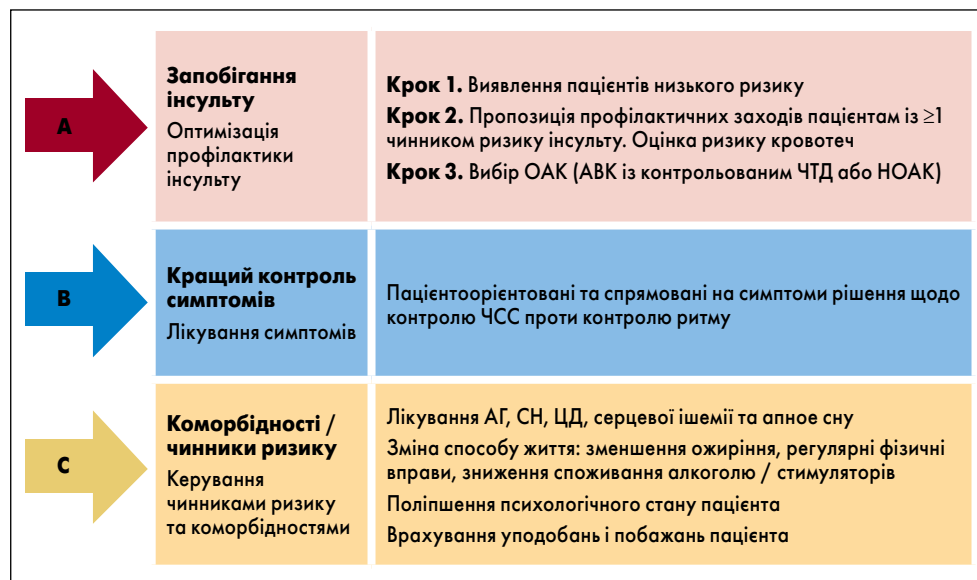 A
Запобігання
інсульту
Оптимізація
профілактики
інсульту
Крок 1. Виявлення пацієнтів низького ризику
Крок 2. Пропозиція профілактичних заходів пацієнтам із ≥1
чинником ризику інсульту. Оцінка ризику кровотеч
Крок 3. Вибір ОАК (АВК із контрольованим ЧТД або НОАК)
B
Кращий контроль
симптомів
Лікування симптомів
Пацієнтоорієнтовані та спрямовані на симптоми рішення щодо
контролю ЧСС проти контролю ритму
C
Коморбідності /
чинники ризику
Керування
чинниками ризику
та коморбідностями
Лікування АГ, СН, ЦД, серцевої ішемії та апное сну
Зміна способу життя: зменшення ожиріння, регулярні фізичні
вправи, зниження споживання алкоголю / стимуляторів
Поліпшення психологічного стану пацієнта
Врахування уподобань і побажань пацієнта